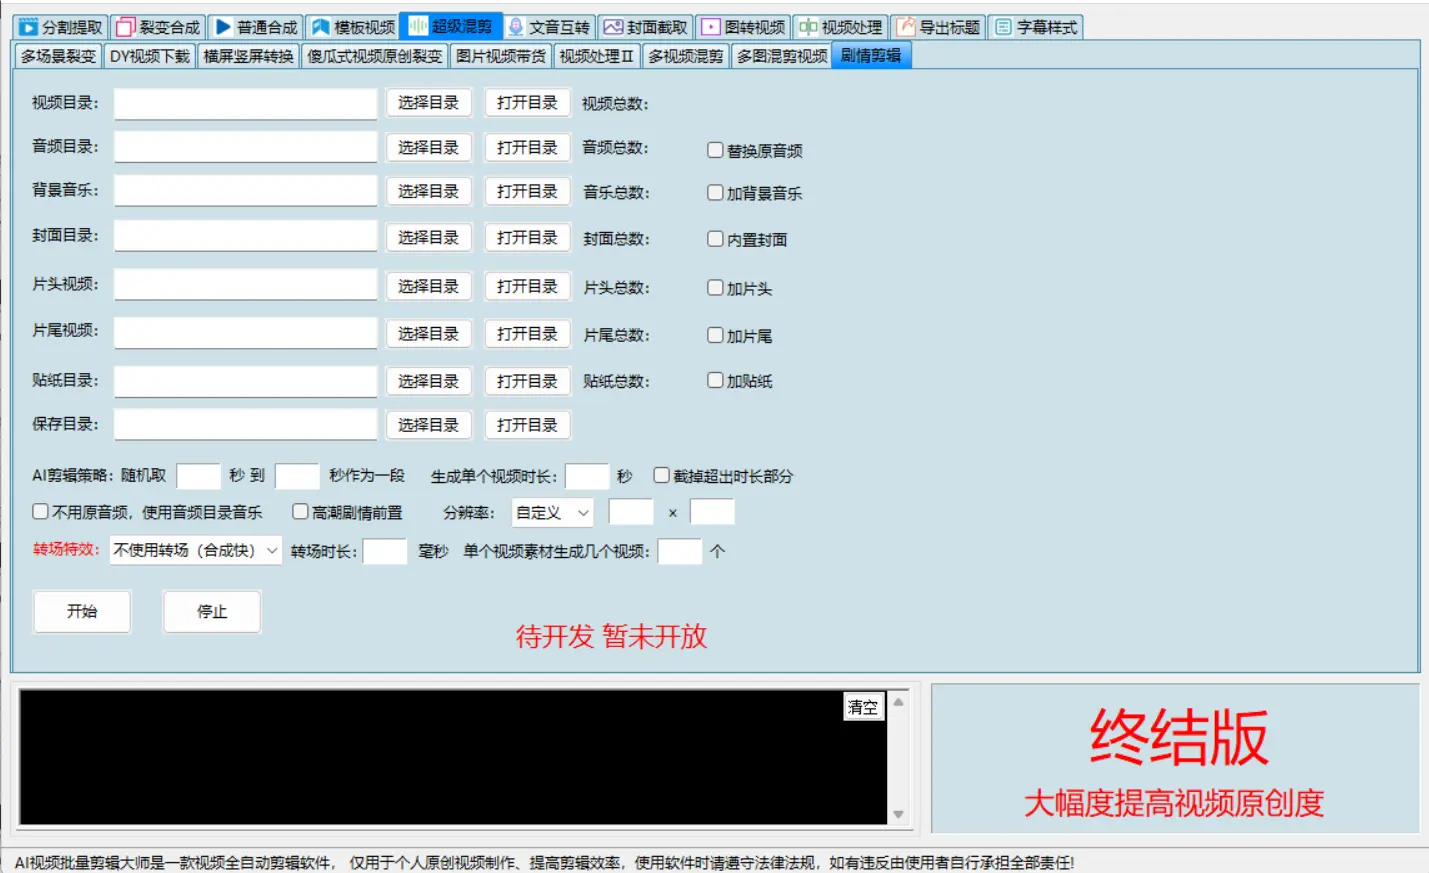 分割提取 裂变合成 普通合成 模板视频 超级混剪 文音互转 封面截取 图转视频 视频处理 导出标题 字幕样式
多场景裂变 DY视频下载 横屏竖屏转换 傻瓜式视频原创裂变 图片视频带货 视频处理Ⅱ 多视频混剪 多图混剪视频 剧情剪辑
视频目录： 选择目录 打开目录 视频总数：
音频目录： 选择目录 打开目录 音频总数： 替换原音频
背景音乐： 选择目录 打开目录 音乐总数： 加背景音乐
封面目录： 选择目录 打开目录 封面总数： 内置封面
片头视频： 选择目录 打开目录 片头总数： 加片头
片尾视频： 选择目录 打开目录 片尾总数： 加片尾
贴纸目录： 选择目录 打开目录 贴纸总数： 加贴纸
保存目录： 选择目录 打开目录
AI剪辑策略：随机取 秒 到 秒作为一段 生成单个视频时长： 秒 截掉超出时长部分
不用原音频，使用音频目录音乐 高潮剧情前置 分辨率： 自定义 ×
转场特效： 不使用转场（合成快） 转场时长： 毫秒 单个视频素材生成几个视频： 个
开始 停止
待开发 暂未开放
清空
终结版
大幅度提高视频原创度
AI视频批量剪辑大师是一款视频全自动剪辑软件， 仅用于个人原创视频制作、提高剪辑效率，使用软件时请遵守法律法规，如有违反由使用者自行承担全部责任!